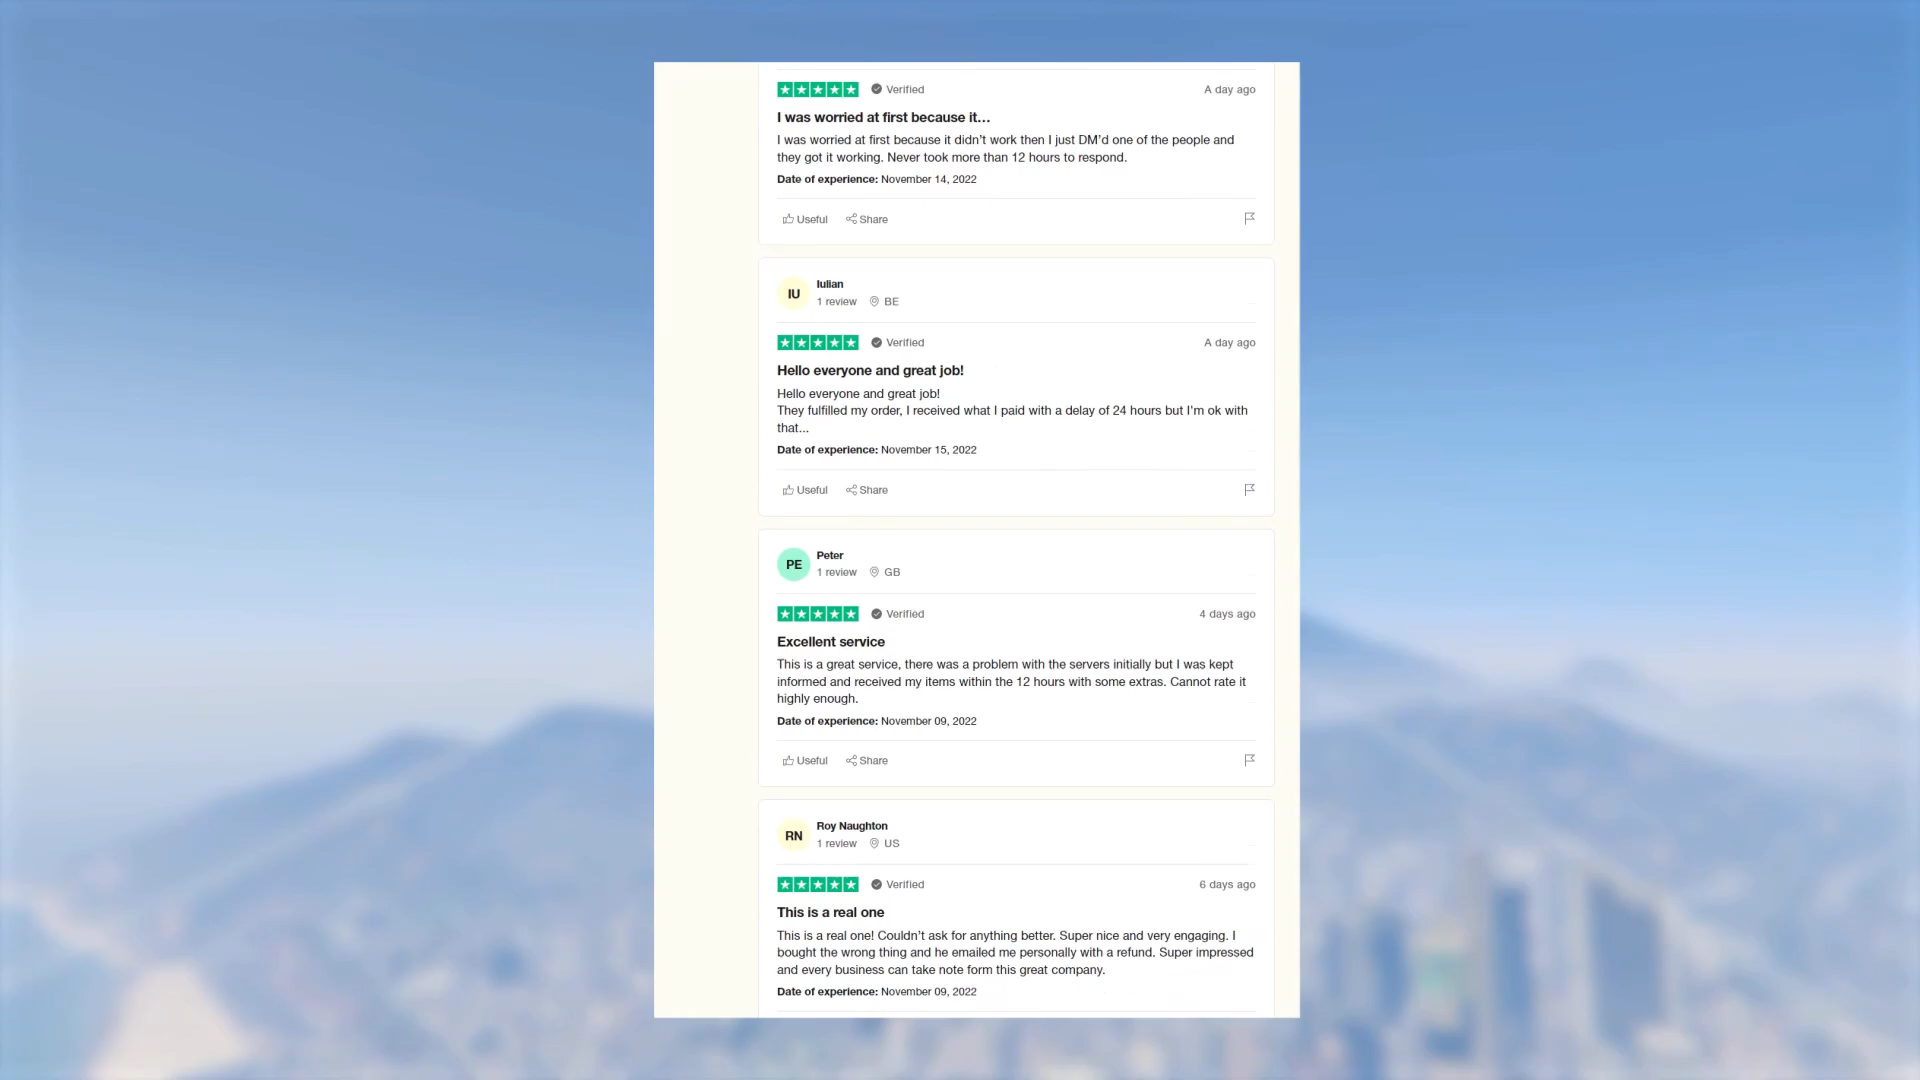 Verified
A day ago
I was worried at first because it...
I was worried at first because it didn't work then I just DM'd one of the people and
they got it working. Never took more than 12 hours to respond.
Date of experience: November 14, 2022
Useful Share
IU
Iulian
1 review BE
Verified
A day ago
Hello everyone and great job!
Hello everyone and great job!
They fulfilled my order, I received what I paid with a delay of 24 hours but I'm ok with
that...
Date of experience: November 15, 2022
Useful Share
PE
Peter
1 review GB
Verified
4 days ago
Excellent service
This is a great service, there was a problem with the servers initially but I was kept
informed and received my items within the 12 hours with some extras. Cannot rate it
highly enough.
Date of experience: November 09, 2022
Useful Share
RN
Roy Naughton
1 review US
Verified
6 days ago
This is a real one
This is a real one! Couldn't ask for anything better. Super nice and very engaging. I
bought the wrong thing and he emailed me personally with a refund. Super impressed
and every business can take note form this great company.
Date of experience: November 09, 2022